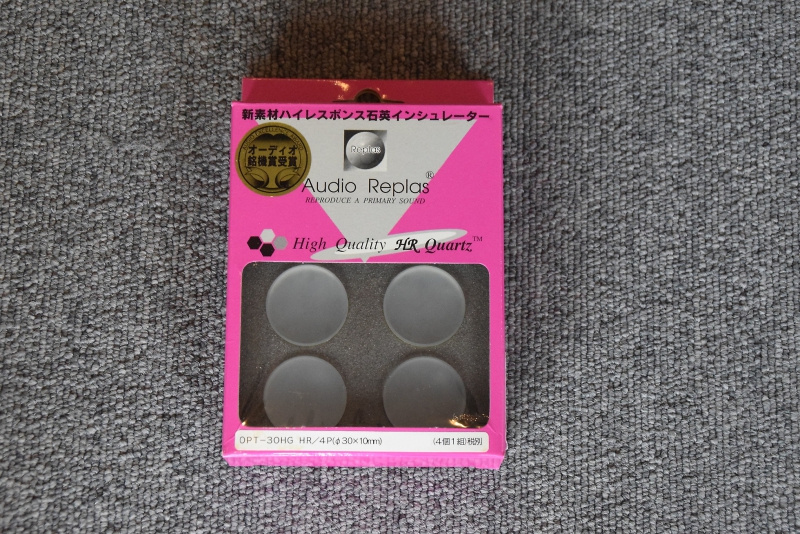 新素材ハイレスポンス石英インシュレーター
オーディオ
銘機賞受賞
Replas
Audio Replas®
REPRODUCE A PRIMARY SOUND
High Quality HR Quartz™
OPT-30HG HR/4P(φ30×10mm) (4個1組)税別